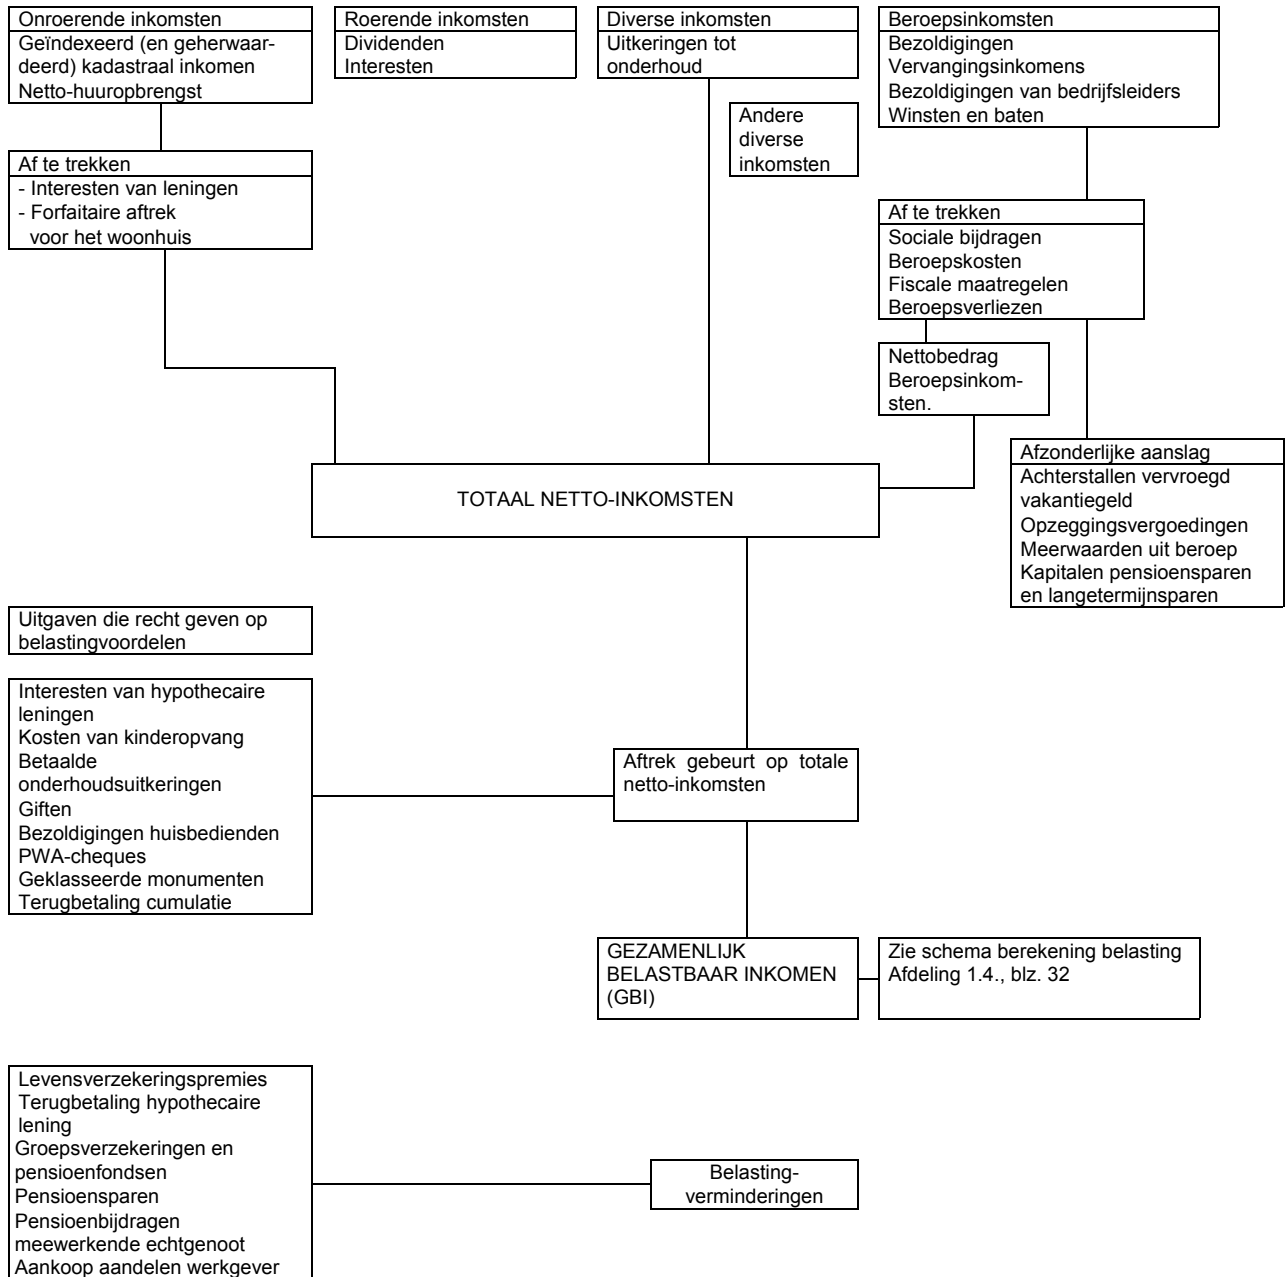 Onroerende inkomsten
Geïndexeerd (en geherwaar-
deerd) kadastraal inkomen
Netto-huuropbrengst
Roerende inkomsten
Dividenden
Interesten
Diverse inkomsten
Uitkeringen tot
onderhoud
Beroepsinkomsten
Bezoldigingen
Vervangingsinkomens
Bezoldigingen van bedrijfsleiders
Winsten en baten
Andere
diverse
inkomsten
Af te trekken
- Interesten van leningen
- Forfaitaire aftrek
voor het woonhuis
Af te trekken
Sociale bijdragen
Beroepskosten
Fiscale maatregelen
Beroepsverliezen
Nettobedrag
Beroepsinkom-
sten.
Afzonderlijke aanslag
Achterstallen vervroegd
vakantiegeld
Opzeggingsvergoedingen
Meerwaarden uit beroep
Kapitalen pensioensparen
en langetermijnsparen
TOTAAL NETTO-INKOMSTEN
Uitgaven die recht geven op
belastingvoordelen
Interesten van hypothecaire
leningen
Kosten van kinderopvang
Betaalde
onderhoudsuitkeringen
Giften
Bezoldigingen huisbedienden
PWA-cheques
Geklasseerde monumenten
Terugbetaling cumulatie
Aftrek gebeurt op totale
netto-inkomsten
GEZAMENLIJK
BELASTBAAR INKOMEN
(GBI)
Zie schema berekening belasting
Afdeling 1.4., blz. 32
Levensverzekeringspremies
Terugbetaling hypothecaire
lening
Groepsverzekeringen en
pensioenfondsen
Pensioensparen
Pensioenbijdragen
meewerkende echtgenoot
Aankoop aandelen werkgever
Belasting-
verminderingen